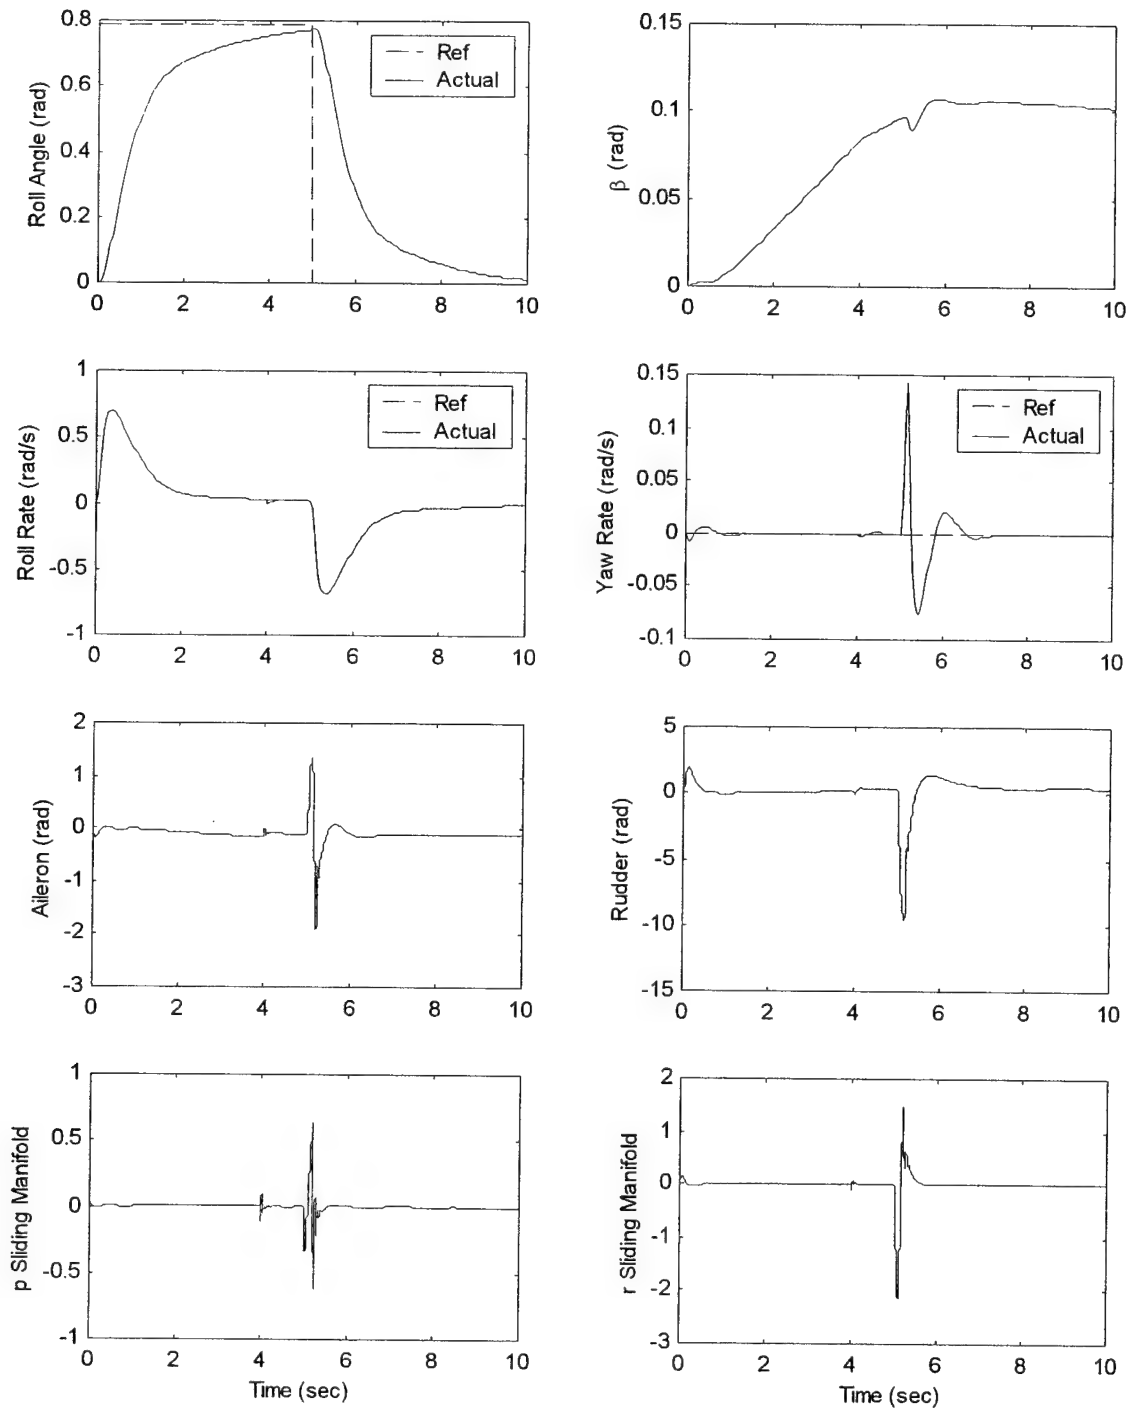 0.8
0.6
0.4
0.2
0
Roll Angle (rad)
Ref
Actual
0 2 4 6 8 10
0.15
0.1
0.05
0
β (rad)
0 2 4 6 8 10
1
0.5
0
-0.5
-1
Roll Rate (rad/s)
Ref
Actual
0 2 4 6 8 10
0.15
0.1
0.05
0
-0.05
-0.1
Yaw Rate (rad/s)
Ref
Actual
0 2 4 6 8 10
2
1
0
-1
-2
-3
Aileron (rad)
0 2 4 6 8 10
5
0
-5
-10
-15
Rudder (rad)
0 2 4 6 8 10
1
0.5
0
-0.5
-1
p Sliding Manifold
0 2 4 6 8 10
Time (sec)
2
1
0
-1
-2
-3
r Sliding Manifold
0 2 4 6 8 10
Time (sec)